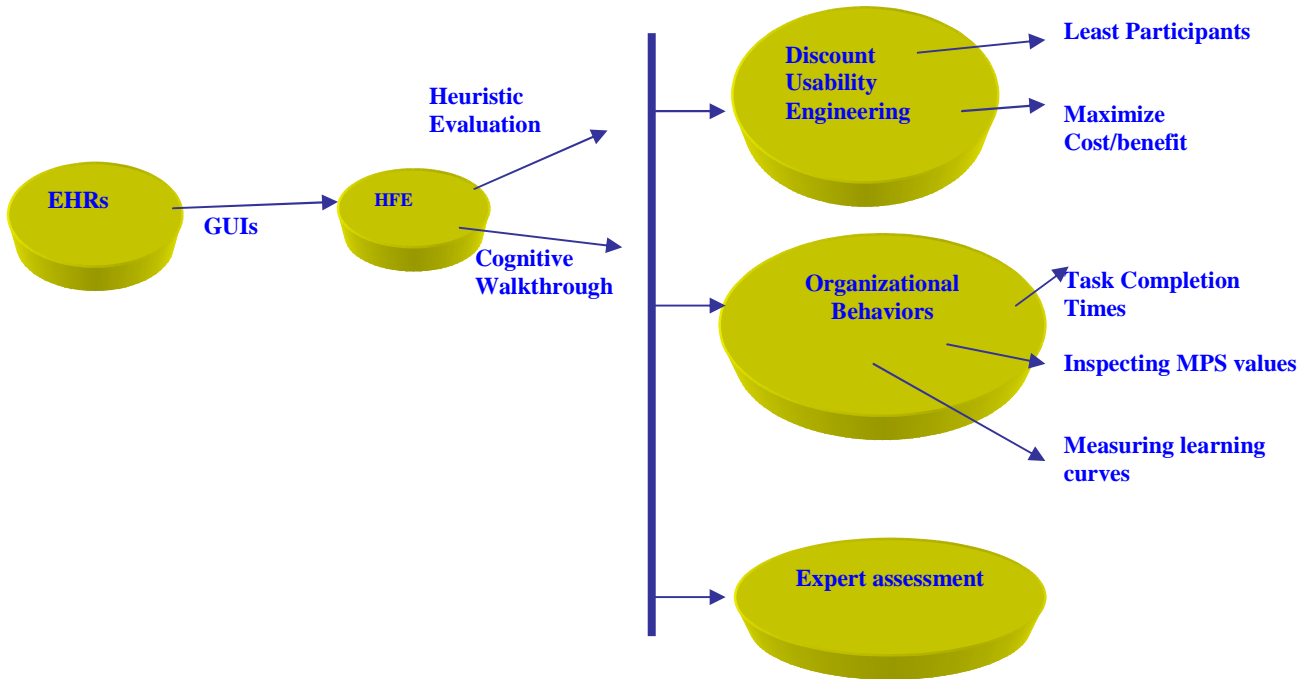 EHRs
GUIs
HFE
Heuristic
Evaluation
Cognitive
Walkthrough
Discount
Usability
Engineering
Least Participants
Maximize
Cost/benefit
Organizational
Behaviors
Task Completion
Times
Inspecting MPS values
Measuring learning
curves
Expert assessment